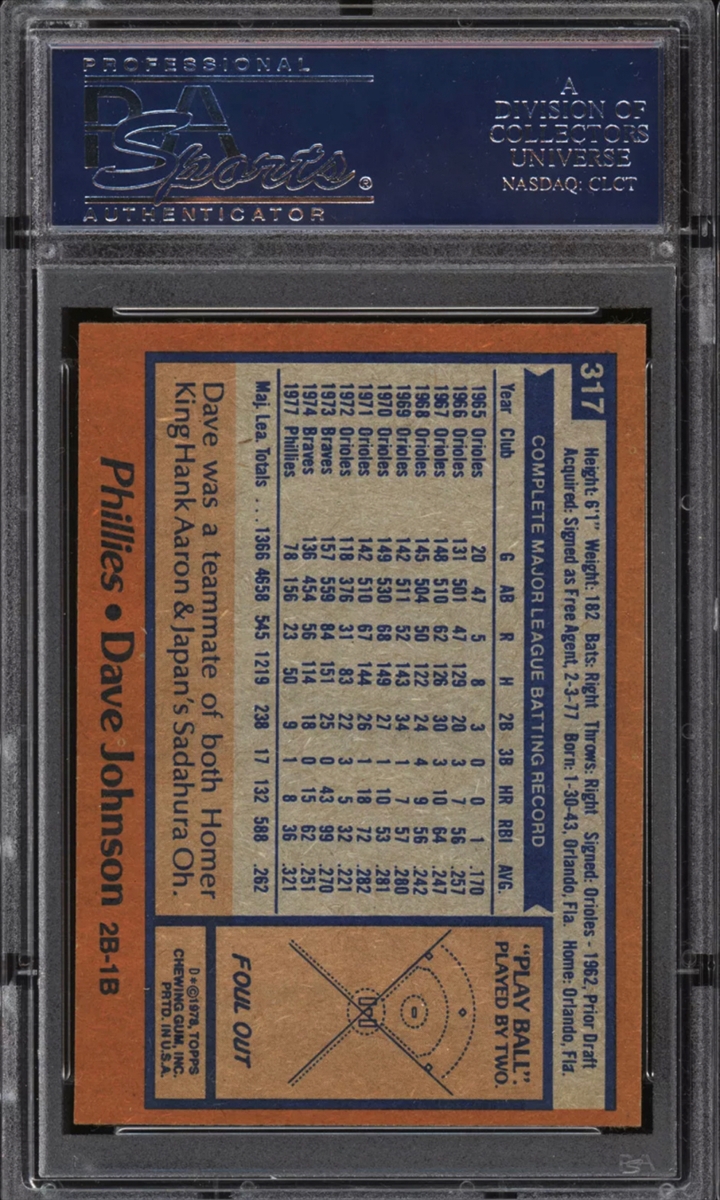 PROFESSIONAL
PSA
Sports®
AUTHENTICATOR
A
DIVISION OF
COLLECTORS
UNIVERSE
NASDAQ: CLCT
317
Height: 6'1" Weight: 182 Bats: Right Throws: Right Signed: Orioles - 1962, Prior Draft
Acquired: Signed as Free Agent, 2-3-77 Born: 1-30-43, Orlando, Fla. Home: Orlando, Fla.
COMPLETE MAJOR LEAGUE BATTING RECORD
Year Club G AB R H 2B 3B HR RBI AVG.
1965 Orioles 20 47 5 8 3 0 0 1 .170
1966 Orioles 131 501 47 129 20 3 7 56 .257
1967 Orioles 148 510 62 126 30 3 10 64 .247
1968 Orioles 145 504 50 122 24 4 9 56 .242
1969 Orioles 142 511 52 143 34 1 7 57 .280
1970 Orioles 149 530 68 149 27 1 10 53 .281
1971 Orioles 142 510 67 144 26 1 18 72 .282
1972 Orioles 118 376 31 83 22 3 5 32 .221
1973 Braves 157 559 84 151 25 0 43 99 .270
1974 Braves 136 454 56 114 18 0 15 62 .251
1977 Phillies 78 156 23 50 9 1 8 36 .321
Maj. Lea. Totals . . . . 1366 4658 545 1219 238 17 132 588 .262
Dave was a teammate of both Homer
King Hank Aaron & Japan's Sadahura Oh.
"PLAY BALL".
PLAYED BY TWO.
FOUL OUT
D*©1978, TOPPS
CHEWING GUM, INC.
PRTD. IN U.S.A.
Phillies • Dave Johnson 2B-1B
PSA